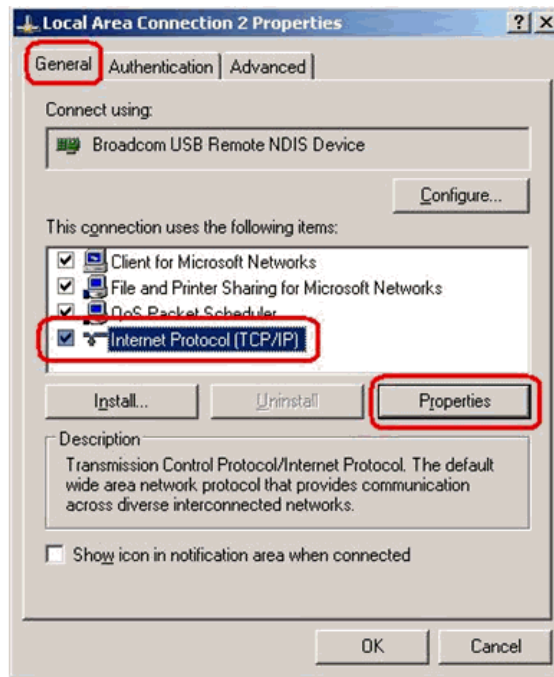 Local Area Connection 2 Properties
General Authentication Advanced
Connect using:
Broadcom USB Remote NDIS Device
Configure...
This connection uses the following items:
Client for Microsoft Networks
File and Printer Sharing for Microsoft Networks
QoS Packet Scheduler
Internet Protocol (TCP/IP)
Install... Uninstall Properties
Description
Transmission Control Protocol/Internet Protocol. The default
wide area network protocol that provides communication
across diverse interconnected networks.
Show icon in notification area when connected
OK Cancel